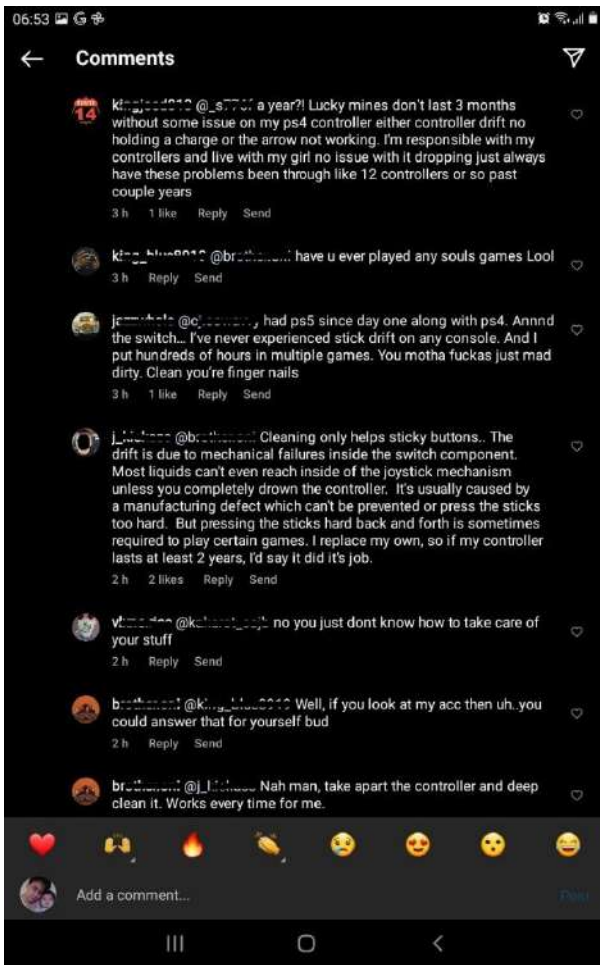 06:53
Comments
14
a year?! Lucky mines don't last 3 months
without some issue on my ps4 controller either controller drift no
holding a charge or the arrow not working. I'm responsible with my
controllers and live with my girl no issue with it dropping just always
have these problems been through like 12 controllers or so past
couple years
3 h 1 like Reply Send
have u ever played any souls games Lool
3 h Reply Send
had ps5 since day one along with ps4. Annnd
the switch... I've never experienced stick drift on any console. And I
put hundreds of hours in multiple games. You motha fuckas just mad
dirty. Clean you're finger nails
3 h 1 like Reply Send
Cleaning only helps sticky buttons.. The
drift is due to mechanical failures inside the switch component.
Most liquids can't even reach inside of the joystick mechanism
unless you completely drown the controller. It's usually caused by
a manufacturing defect which can't be prevented or press the sticks
too hard. But pressing the sticks hard back and forth is sometimes
required to play certain games. I replace my own, so if my controller
lasts at least 2 years, I'd say it did it's job.
2 h 2 likes Reply Send
no you just dont know how to take care of
your stuff
2 h Reply Send
Well, if you look at my acc then uh..you
could answer that for yourself bud
2 h Reply Send
Nah man, take apart the controller and deep
clean it. Works every time for me.
Add a comment...
Post